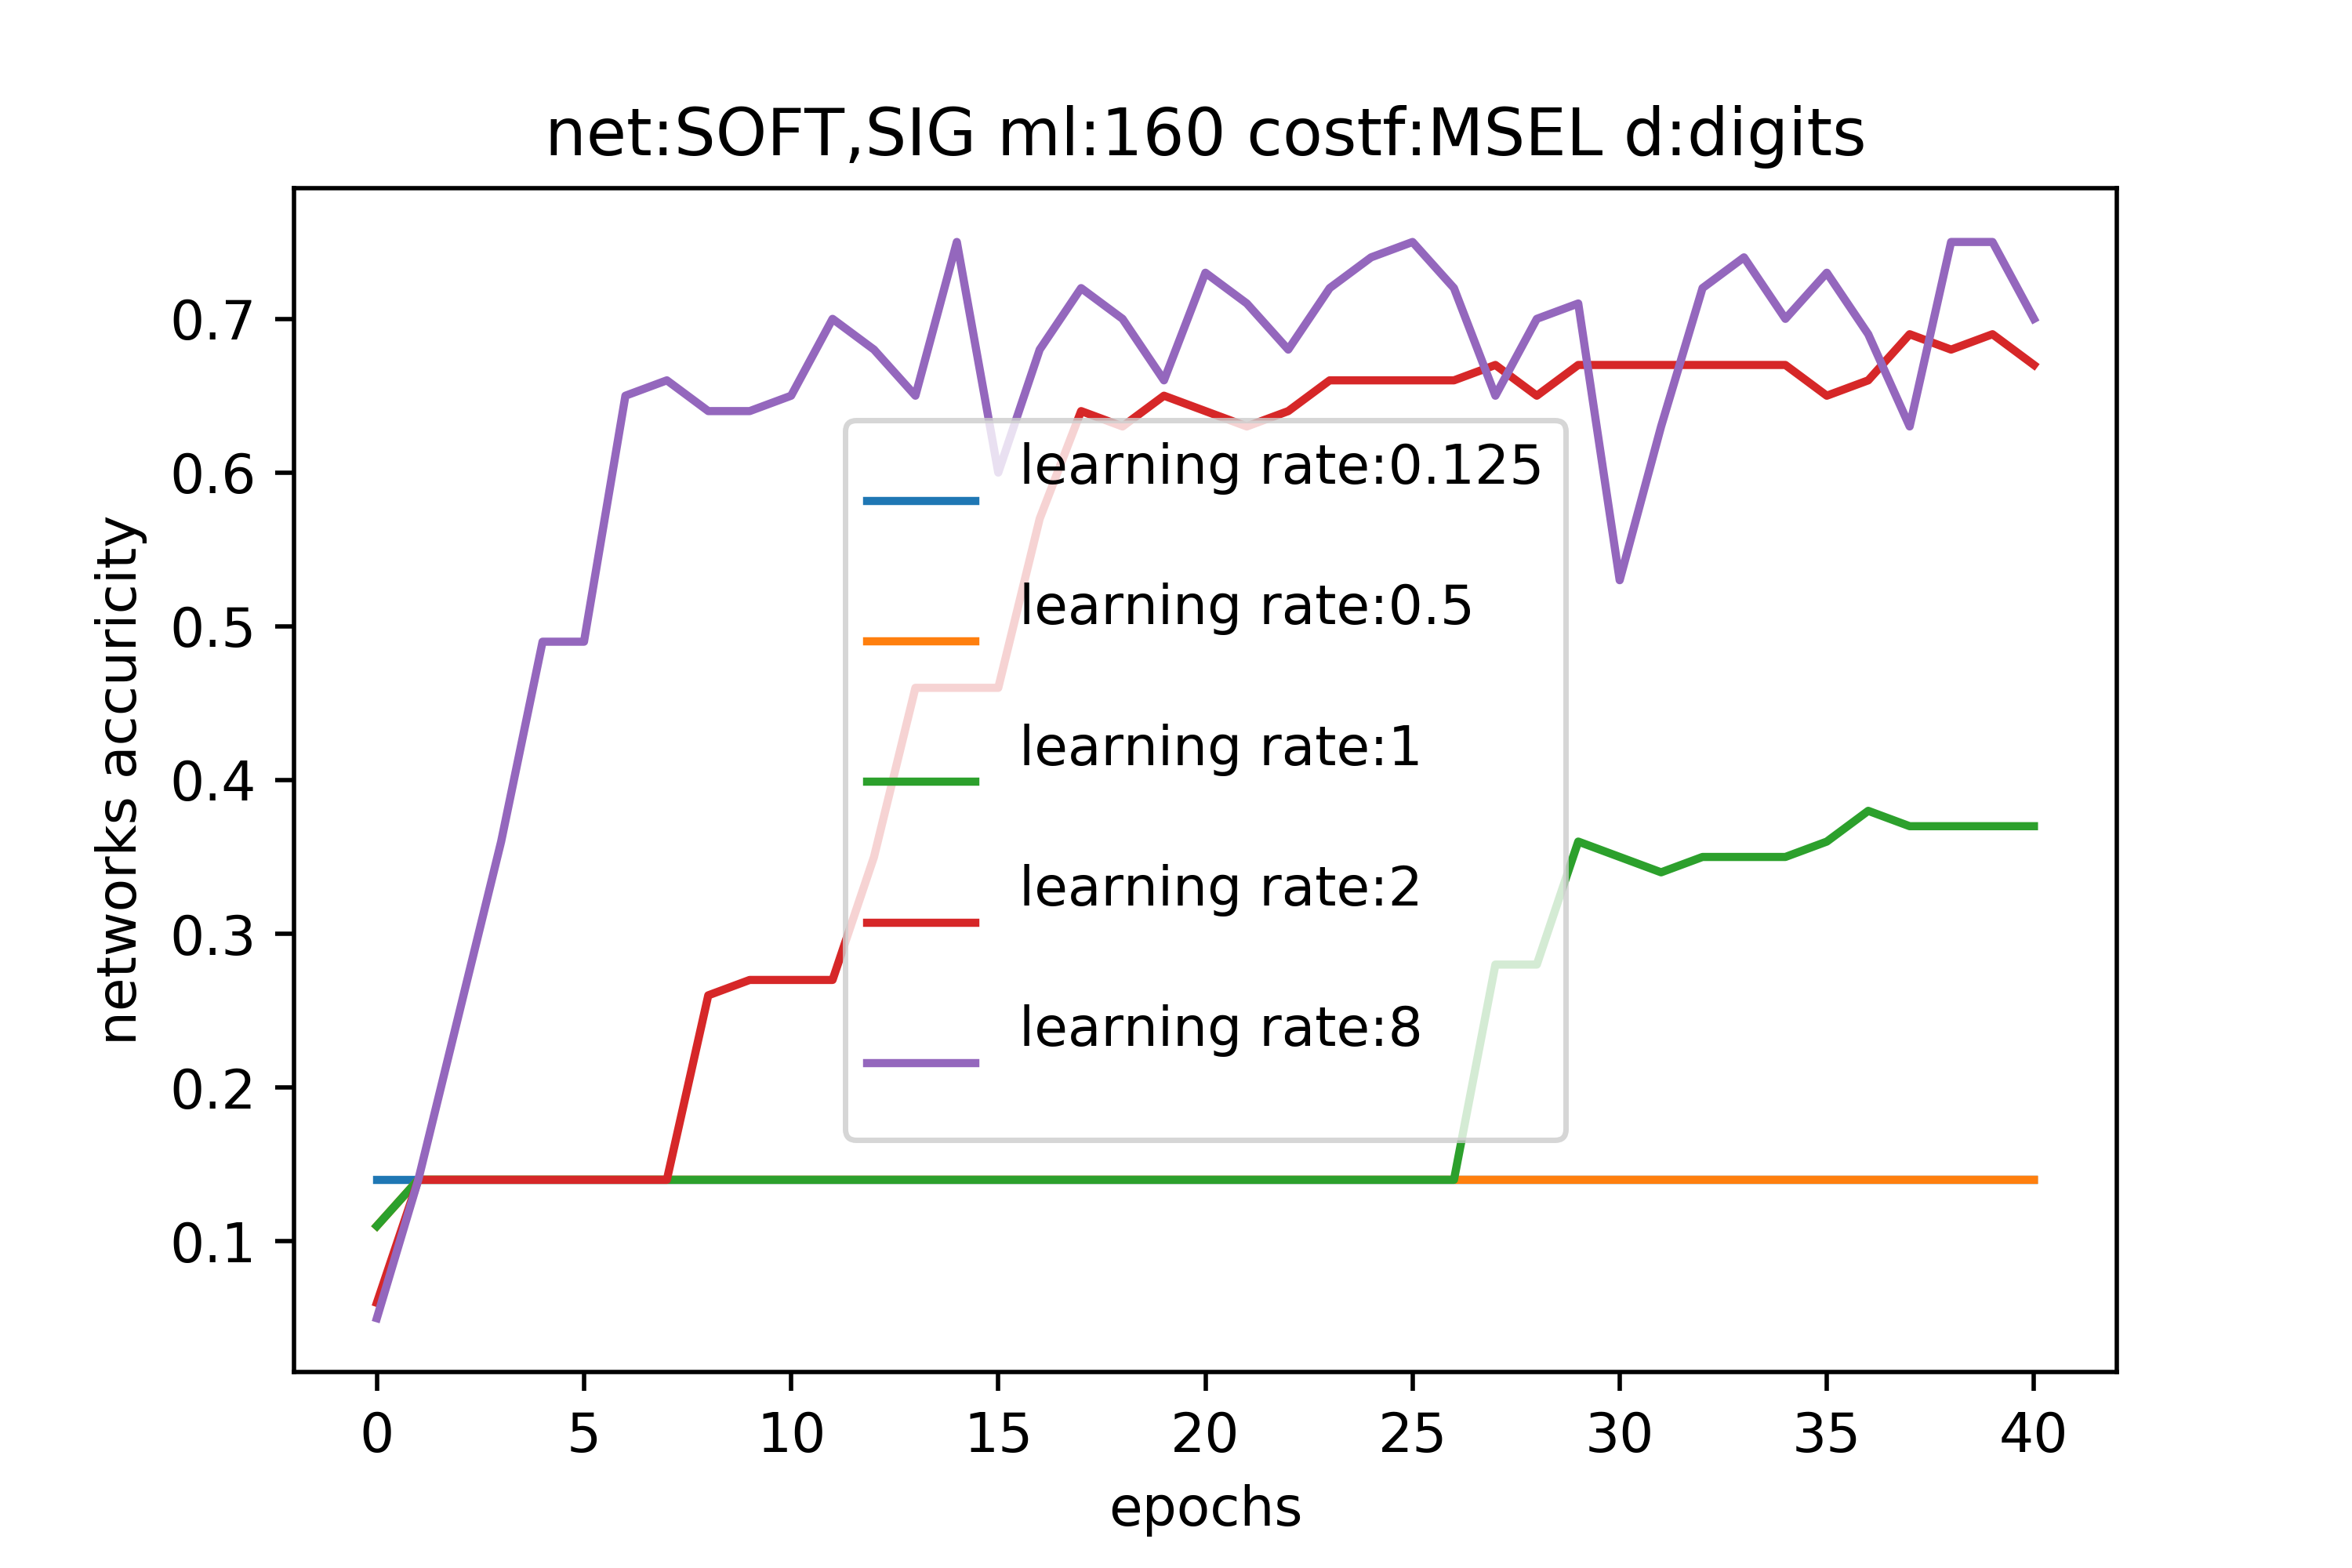 net:SOFT,SIG ml:160 costf:MSEL d:digits
networks accuricity
0.7
0.6
0.5
0.4
0.3
0.2
0.1
learning rate:0.125
learning rate:0.5
learning rate:1
learning rate:2
learning rate:8
0 5 10 15 20 25 30 35 40
epochs